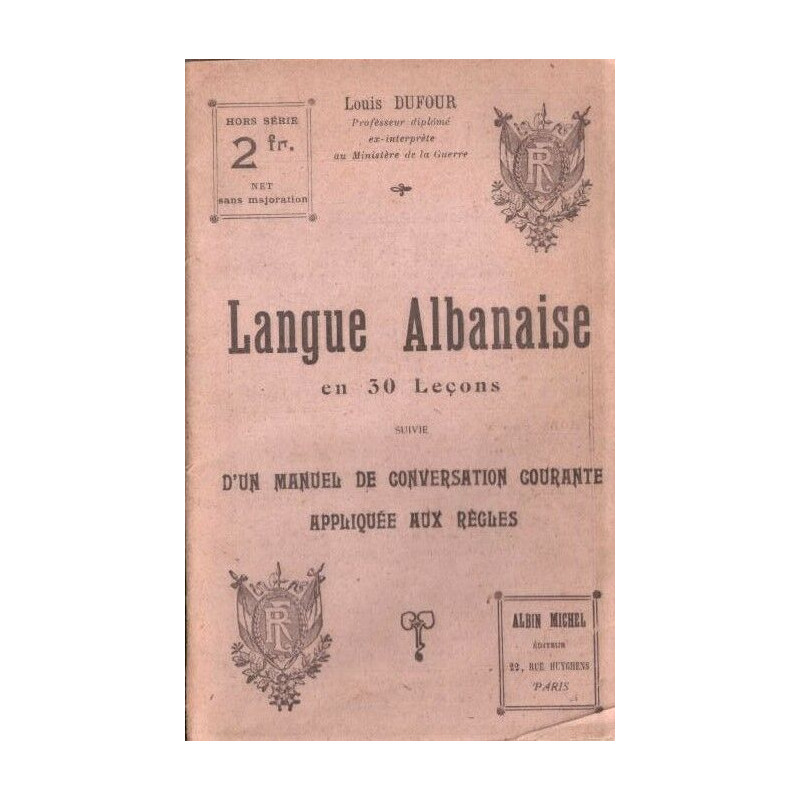 HORS SÉRIE
2 fr.
NET
sans majoration
Louis DUFOUR
Professeur diplômé
ex-interprète
au Ministère de la Guerre
RF
Langue Albanaise
en 30 Leçons
SUIVIE
D'UN MANUEL DE CONVERSATION COURANTE
APPLIQUÉE AUX RÈGLES
RF
ALBIN MICHEL
ÉDITEUR
22, RUE HUYGHENS
PARIS